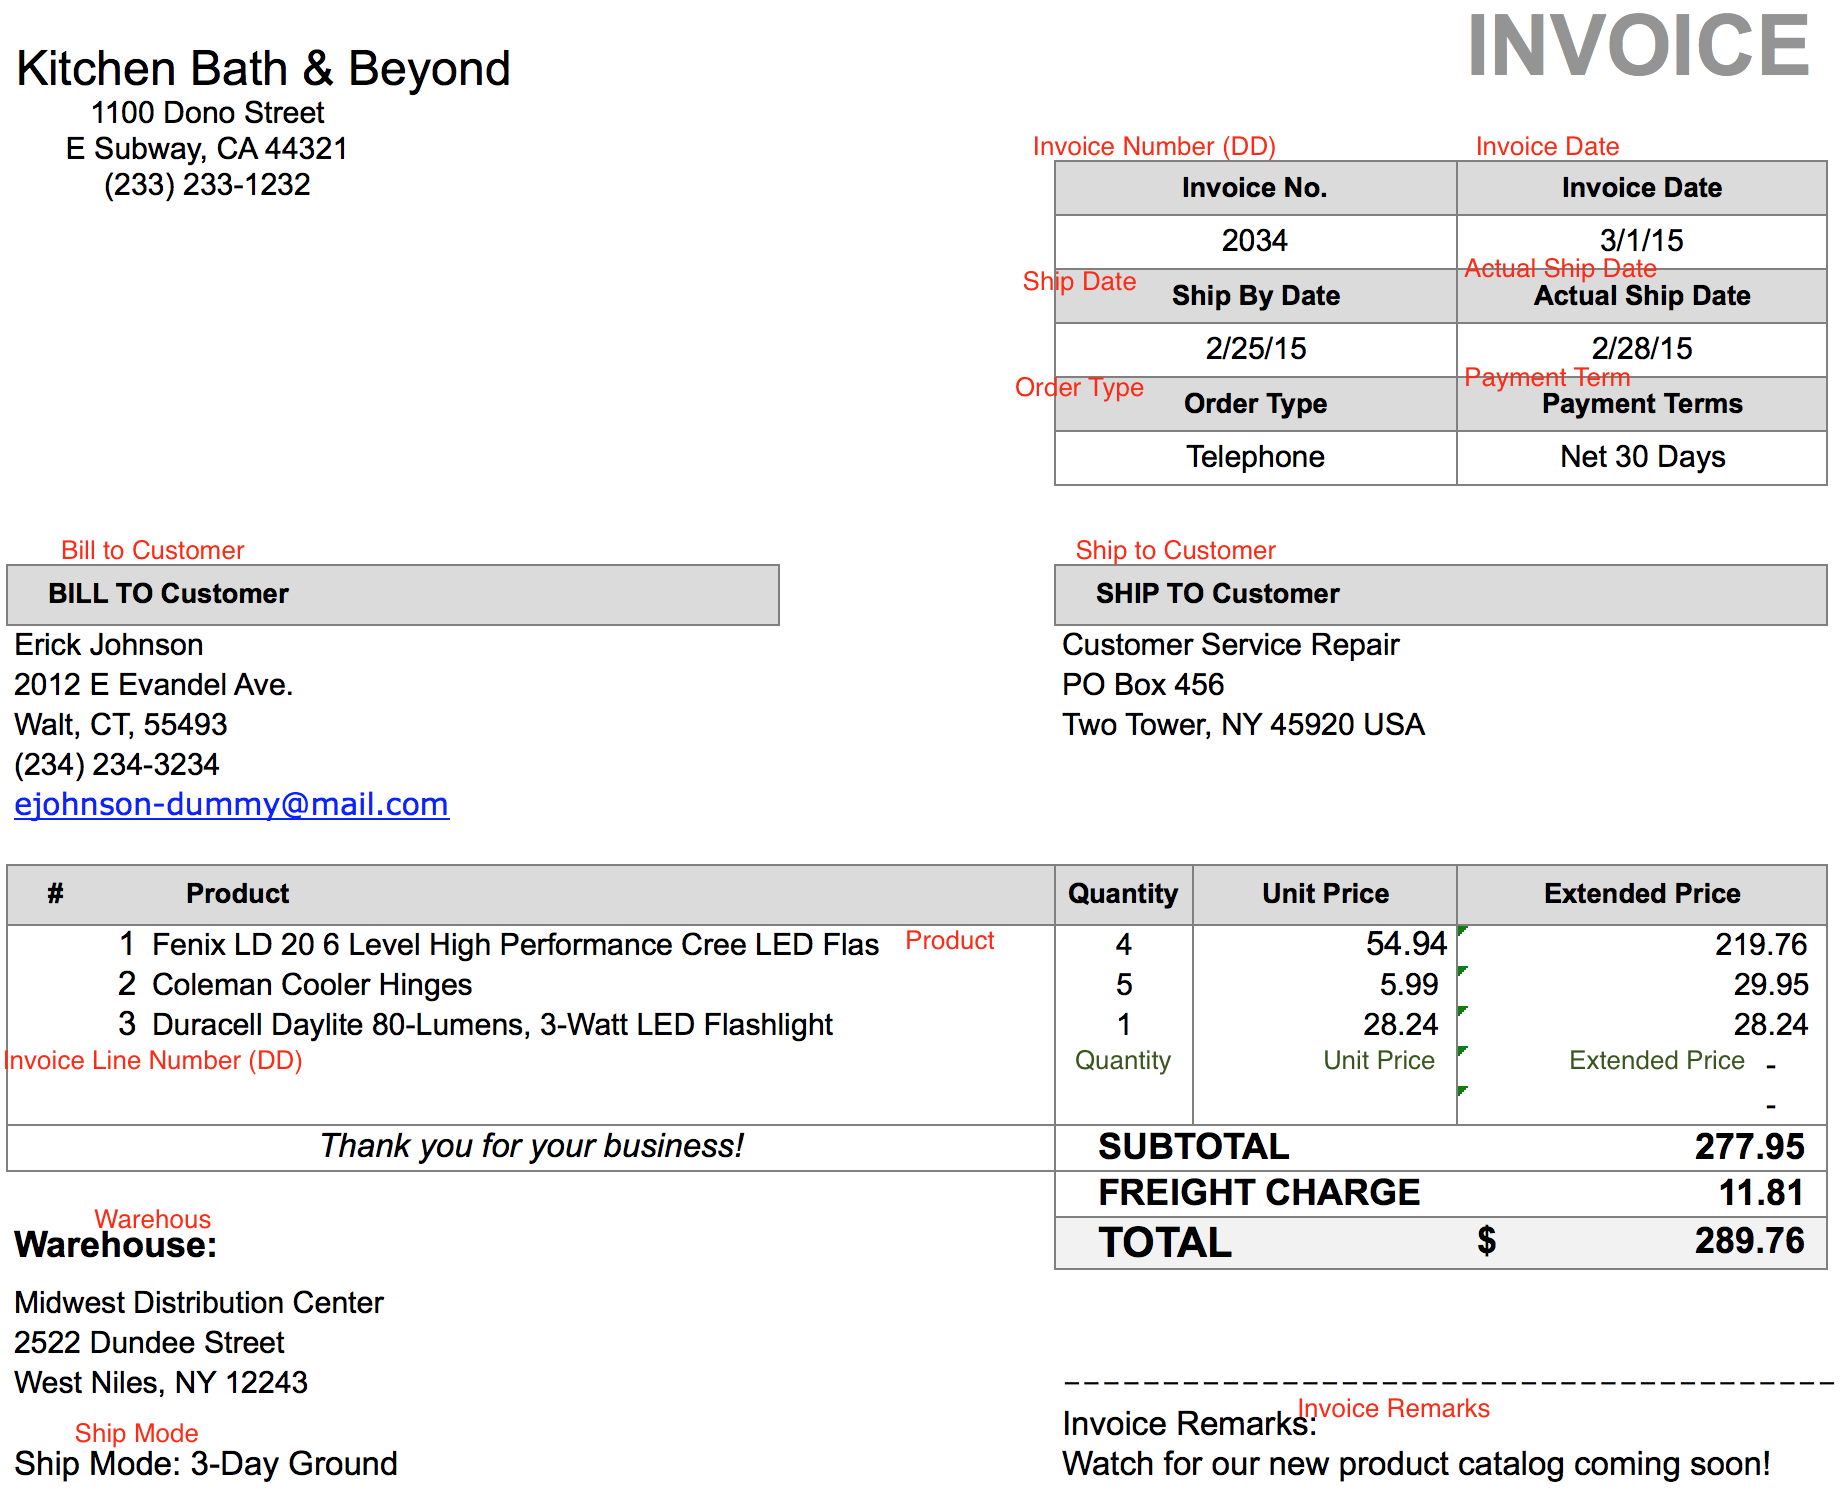 INVOICE
Kitchen Bath & Beyond
1100 Dono Street
E Subway, CA 44321
(233) 233-1232
Invoice Number (DD) Invoice Date
Invoice No. Invoice Date
2034 3/1/15
Ship Date Actual Ship Date
Ship By Date Actual Ship Date
2/25/15 2/28/15
Order Type Payment Term
Order Type Payment Terms
Telephone Net 30 Days
Bill to Customer Ship to Customer
BILL TO Customer SHIP TO Customer
Erick Johnson Customer Service Repair
2012 E Evandel Ave. PO Box 456
Walt, CT, 55493 Two Tower, NY 45920 USA
(234) 234-3234
ejohnson-dummy@mail.com
# Product Quantity Unit Price Extended Price
1 Fenix LD 20 6 Level High Performance Cree LED Flas Product 4 54.94 219.76
2 Coleman Cooler Hinges 5 5.99 29.95
3 Duracell Daylite 80-Lumens, 3-Watt LED Flashlight 1 28.24 28.24
Invoice Line Number (DD) Quantity Unit Price Extended Price -
-
Thank you for your business! SUBTOTAL 277.95
FREIGHT CHARGE 11.81
TOTAL $ 289.76
Warehous
Warehouse:
Midwest Distribution Center
2522 Dundee Street
West Niles, NY 12243
Ship Mode
Ship Mode: 3-Day Ground
Invoice Remarks
Invoice Remarks:
Watch for our new product catalog coming soon!